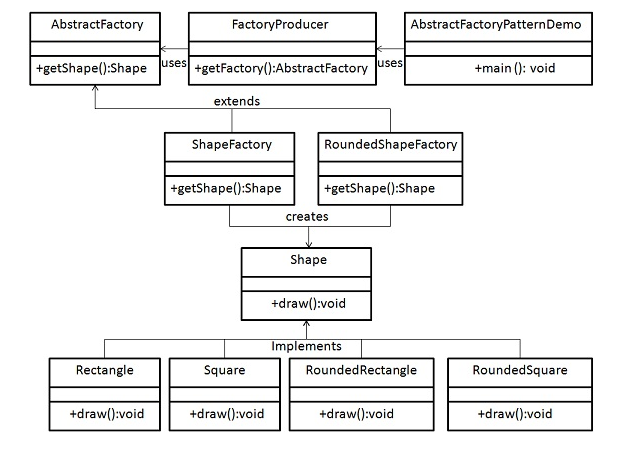 AbstractFactory
+getShape():Shape
uses
FactoryProducer
+getFactory():AbstractFactory
uses
AbstractFactoryPatternDemo
+main(): void
extends
ShapeFactory
+getShape():Shape
RoundedShapeFactory
+getShape():Shape
creates
Shape
+draw():void
Implements
Rectangle
+draw():void
Square
+draw():void
RoundedRectangle
+draw():void
RoundedSquare
+draw():void